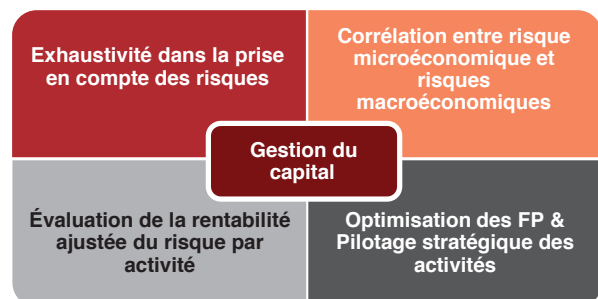 Exhaustivité dans la prise
en compte des risques
Corrélation entre risque
microéconomique et
risques
macroéconomiques
Gestion du
capital
Évaluation de la rentabilité
ajustée du risque par
activité
Optimisation des FP &
Pilotage stratégique des
activités